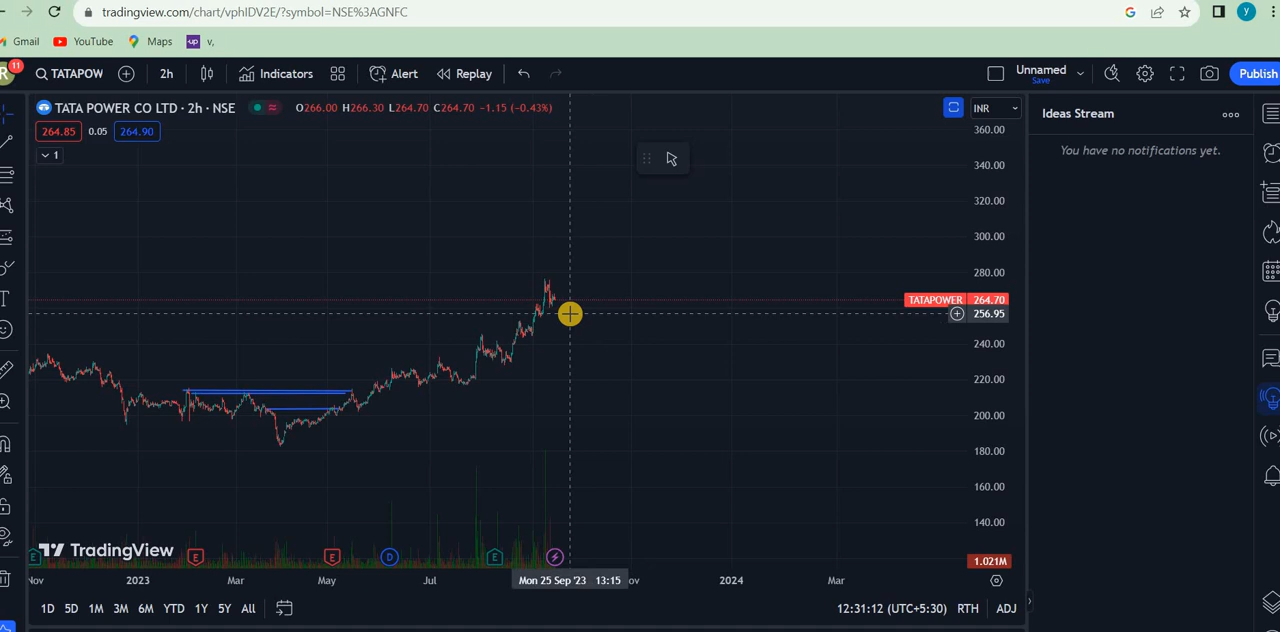 tradingview.com/chart/vphIDV2E/?symbol=NSE%3AGNFC
y
Gmail YouTube Maps up v,
R 11 TATAPOW 2h Indicators Alert Replay Unnamed Save Publish
TATA POWER CO LTD · 2h · NSE O266.00 H266.30 L264.70 C264.70 −1.15 (−0.43%) INR
264.85 0.05 264.90
1
Ideas Stream
You have no notifications yet.
360.00
340.00
320.00
300.00
280.00
TATAPOWER 264.70
256.95
240.00
220.00
200.00
180.00
160.00
140.00
1.021M
TradingView
E E E D E
Nov 2023 Mar May Jul Mon 25 Sep '23 13:15 ov 2024 Mar
1D 5D 1M 3M 6M YTD 1Y 5Y All 12:31:12 (UTC+5:30) RTH ADJ